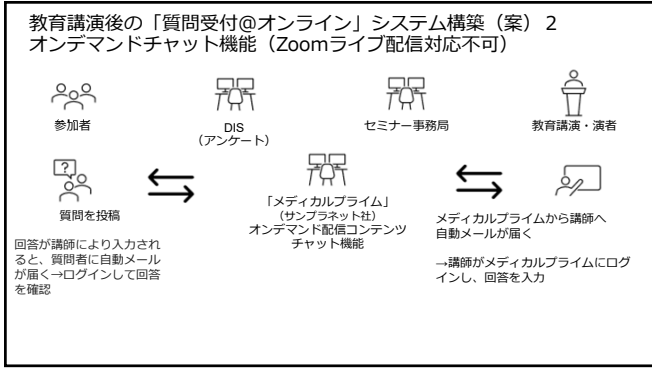 教育講演後の「質問受付@オンライン」システム構築（案）2
オンデマンドチャット機能（Zoomライブ配信対応不可）
参加者
DIS
（アンケート）
セミナー事務局
教育講演・演者
?
質問を投稿
「メディカルプライム」
（サンプラネット社）
オンデマンド配信コンテンツ
チャット機能
メディカルプライムから講師へ
自動メールが届く
→講師がメディカルプライムにログ
インし、回答を入力
回答が講師により入力され
ると、質問者に自動メール
が届く→ログインして回答
を確認